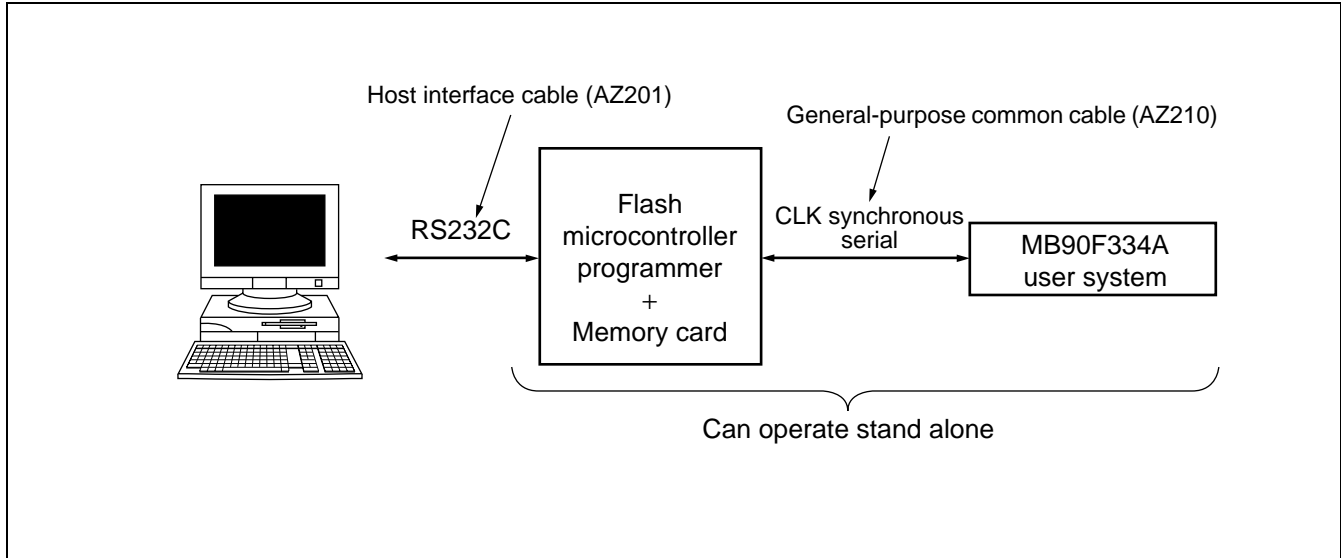 Host interface cable (AZ201)
General-purpose common cable (AZ210)
RS232C
Flash
microcontroller
programmer
+
Memory card
CLK synchronous
serial
MB90F334A
user system
Can operate stand alone